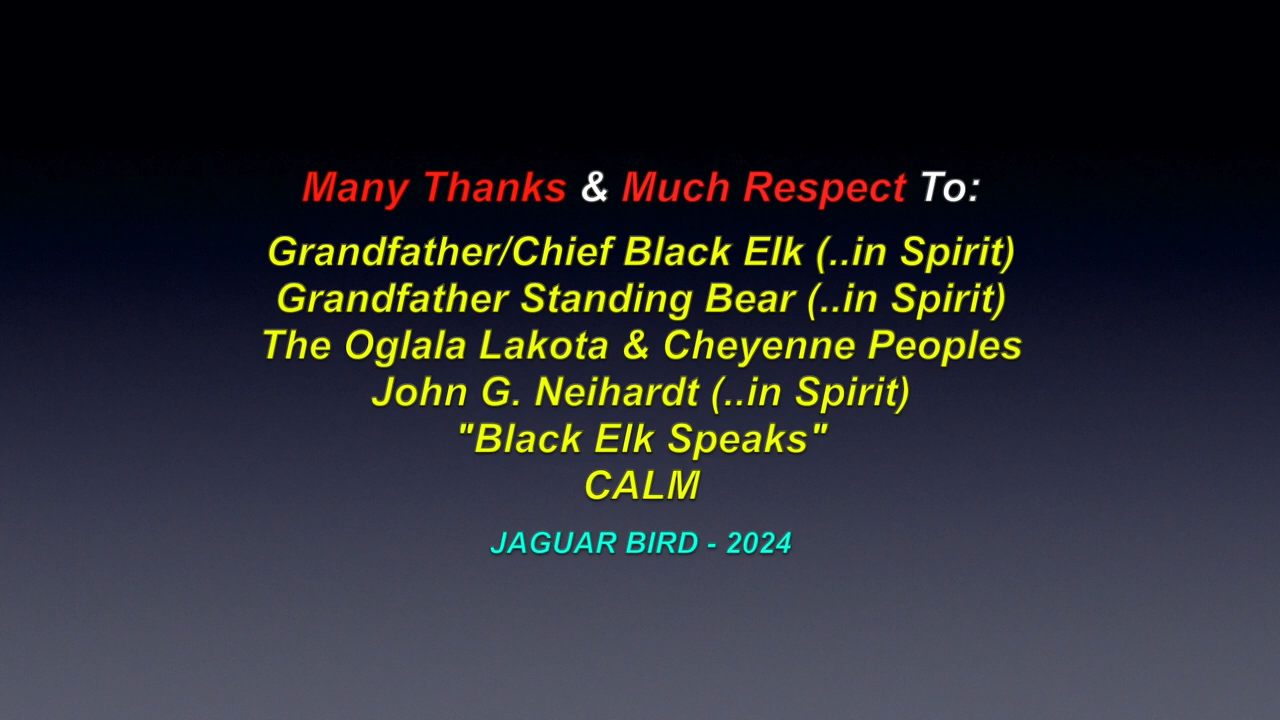 Many Thanks & Much Respect To:
Grandfather/Chief Black Elk (..in Spirit)
Grandfather Standing Bear (..in Spirit)
The Oglala Lakota & Cheyenne Peoples
John G. Neihardt (..in Spirit)
"Black Elk Speaks"
CALM
JAGUAR BIRD - 2024